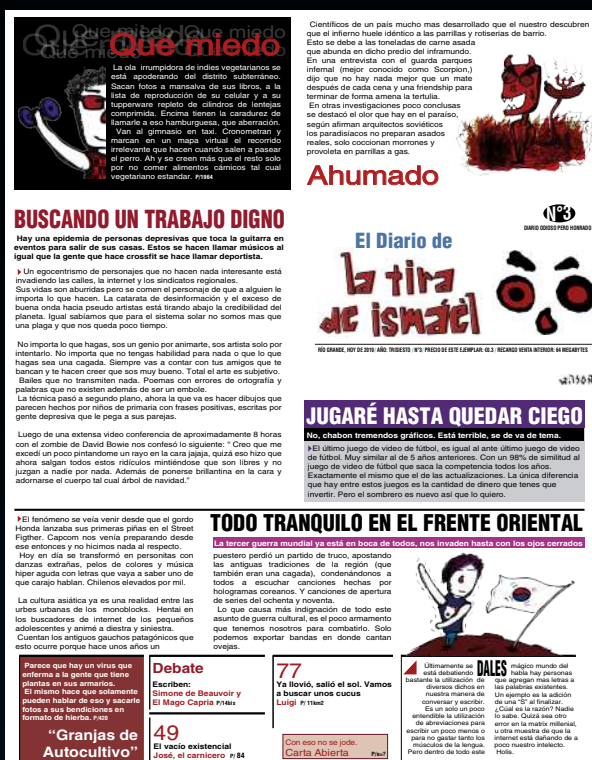 Que miedo
Que miedo
Que miedo
Que miedo
Que miedo
La ola irrumpidora de indies vegetarianos se
está apoderando del distrito subterráneo.
Sacan fotos a mansalva de sus libros, a la
lista de reproducción de su celular y a su
tupperware repleto de cilindros de lentejas
comprimida. Encima tienen la caradurez de
llamarle a eso hamburguesa, que aberración.
Van al gimnasio en taxi. Cronometran y
marcan en un mapa virtual el recorrido
irrelevante que hacen cuando salen a pasear
el perro. Ah y se creen más que el resto solo
por no comer alimentos cárnicos tal cual
vegetariano estandar. P/1964
Científicos de un país mucho mas desarrollado que el nuestro descubren
que el infierno huele idéntico a las parrillas y rotiserias de barrio.
Esto se debe a las toneladas de carne asada
que abunda en dicho predio del inframundo.
En una entrevista con el guarda parques
infernal (mejor conocido como Scorpion,)
dijo que no hay nada mejor que un mate
después de cada cena y una friendship para
terminar de forma amena la tertulia.
En otras investigaciones poco conclusas
se destacó el olor que hay en el paraíso,
según afirman arquitectos soviéticos
los paradisíacos no preparan asados
reales, solo coccionan morrones y
provoleta en parrillas a gas.
Ahumado
BUSCANDO UN TRABAJO DIGNO
Hay una epidemia de personas depresivas que toca la guitarra en
eventos para salir de sus casas. Estos se hacen llamar músicos al
igual que la gente que hace crossfit se hace llamar deportista.
Un egocentrismo de personajes que no hacen nada interesante está
invadiendo las calles, la internet y los sindicatos regionales.
Sus vidas son aburridas pero se comen el personaje de que a alguien le
importa lo que hacen. La catarata de desinformación y el exceso de
buena onda hacia pseudo artistas está tirando abajo la credibilidad del
planeta. Igual sabíamos que para el sistema solar no somos mas que
una plaga y que nos queda poco tiempo.
No importa lo que hagas, sos un genio por animarte, sos artista solo por
intentarlo. No importa que no tengas habilidad para nada o que lo que
hagas sea una cagada. Siempre vas a contar con tus amigos que te
bancan y te hacen creer que sos muy bueno. Total el arte es subjetivo.
Bailes que no transmiten nada. Poemas con errores de ortografía y
palabras que no existen además de ser un embole.
La técnica pasó a segundo plano, ahora la que va es hacer dibujos que
parecen hechos por niños de primaria con frases positivas, escritas por
gente depresiva que le pega a sus parejas.
Luego de una extensa video conferencia de aproximadamente 8 horas
con el zombie de David Bowie nos confesó lo siguiente: " Creo que me
excedí un poco pintandome un rayo en la cara jajaja, quizá eso hizo que
ahora salgan todos estos ridículos mintiéndose que son libres y no
juzgan a nadie por nada. Además de ponerse brillantina en la cara y
adornarse el cuerpo tal cual árbol de navidad."
Nº3
DIARIO ODIOSO PERO HONRADO
El Diario de
la tira
de ismael
RÍO GRANDE, HOY DE 2019/ AÑO: TRISIESTO / N°3/ PRECIO DE ESTE EJEMPLAR: 60.3 / RECARGO VENTA INTERIOR: 64 MEGABYTES
JUGARÉ HASTA QUEDAR CIEGO
No, chabon tremendos gráficos. Está terrible, se de va de tema.
El último juego de video de fútbol, es igual al ante último juego de video
de fútbol. Muy similar al de 5 años anteriores. Con un 98% de similitud al
juego de video de fútbol que saca la competencia todos los años.
Exactamente el mismo que el de las actualizaciones. La única diferencia
que hay entre estos juegos es la cantidad de dinero que tenes que
invertir. Pero el sombrero es nuevo así que lo quiero.
El fenómeno se veía venir desde que el gordo
Honda lanzaba sus primeras piñas en el Street
Figther. Capcom nos venía preparando desde
ese entonces y no hicimos nada al respecto.
Hoy en día se transformó en personitas con
danzas extrañas, pelos de colores y música
hiper aguda con letras que vaya a saber uno de
que carajo hablan. Chilenos elevados por mil.
La cultura asiática ya es una realidad entre las
urbes urbanas de los monoblocks. Hentai en
los buscadores de internet de los pequeños
adolescentes y animé a diestra y siniestra.
Cuentan los antiguos gauchos patagónicos que
esto ocurre porque hace unos años un
TODO TRANQUILO EN EL FRENTE ORIENTAL
La tercer guerra mundial ya está en boca de todos, nos invaden hasta con los ojos cerrados
puestero perdió un partido de truco, apostando
las antiguas tradiciones de la región (que
también eran una cagada), condenándonos a
todos a escuchar canciones hechas por
hologramas coreanos. Y canciones de apertura
de series del ochenta y noventa.
Lo que causa más indignación de todo este
asunto de guerra cultural, es el poco armamento
que tenemos nosotros para combatirlo. Solo
podemos exportar bandas en donde cantan
ovejas.
Parece que hay un virus que
enferma a la gente que tiene
plantas en sus armarios.
El mismo hace que solamente
pueden hablar de eso y sacarle
fotos a sus bendiciones en
formato de hierba. P/420
"Granjas de
Autocultivo"
Debate
Escriben:
Simone de Beauvoir y
El Mago Capria P/14bis
49
El vacío existencial
José, el carnicero P/ 84
77
Ya llovió, salió el sol. Vamos
a buscar unos cucus
Luigi P/ 11km2
Con eso no se jode.
Carta Abierta P/e=?
DALES
Últimamente se
está debatiendo
bastante la utilización de
diversos dichos en
nuestra manera de
conversar y escribir.
Es un solo un poco
entendible la utilización
de abreviaciones para
escribir un poco menos o
para no gastar tanto los
músculos de la lengua.
Pero dentro de todo este
mágico mundo del
habla hay personas
que agregan mas letras a
las palabras existentes.
Un ejemplo es la adición
de una "S" al finalizar.
¿Cúal es la razón? Nadie
lo sabe. Quizá sea otro
error en la matrix millenial,
u otra muestra de que la
internet está dañando de a
poco nuestro intelecto.
Holis.